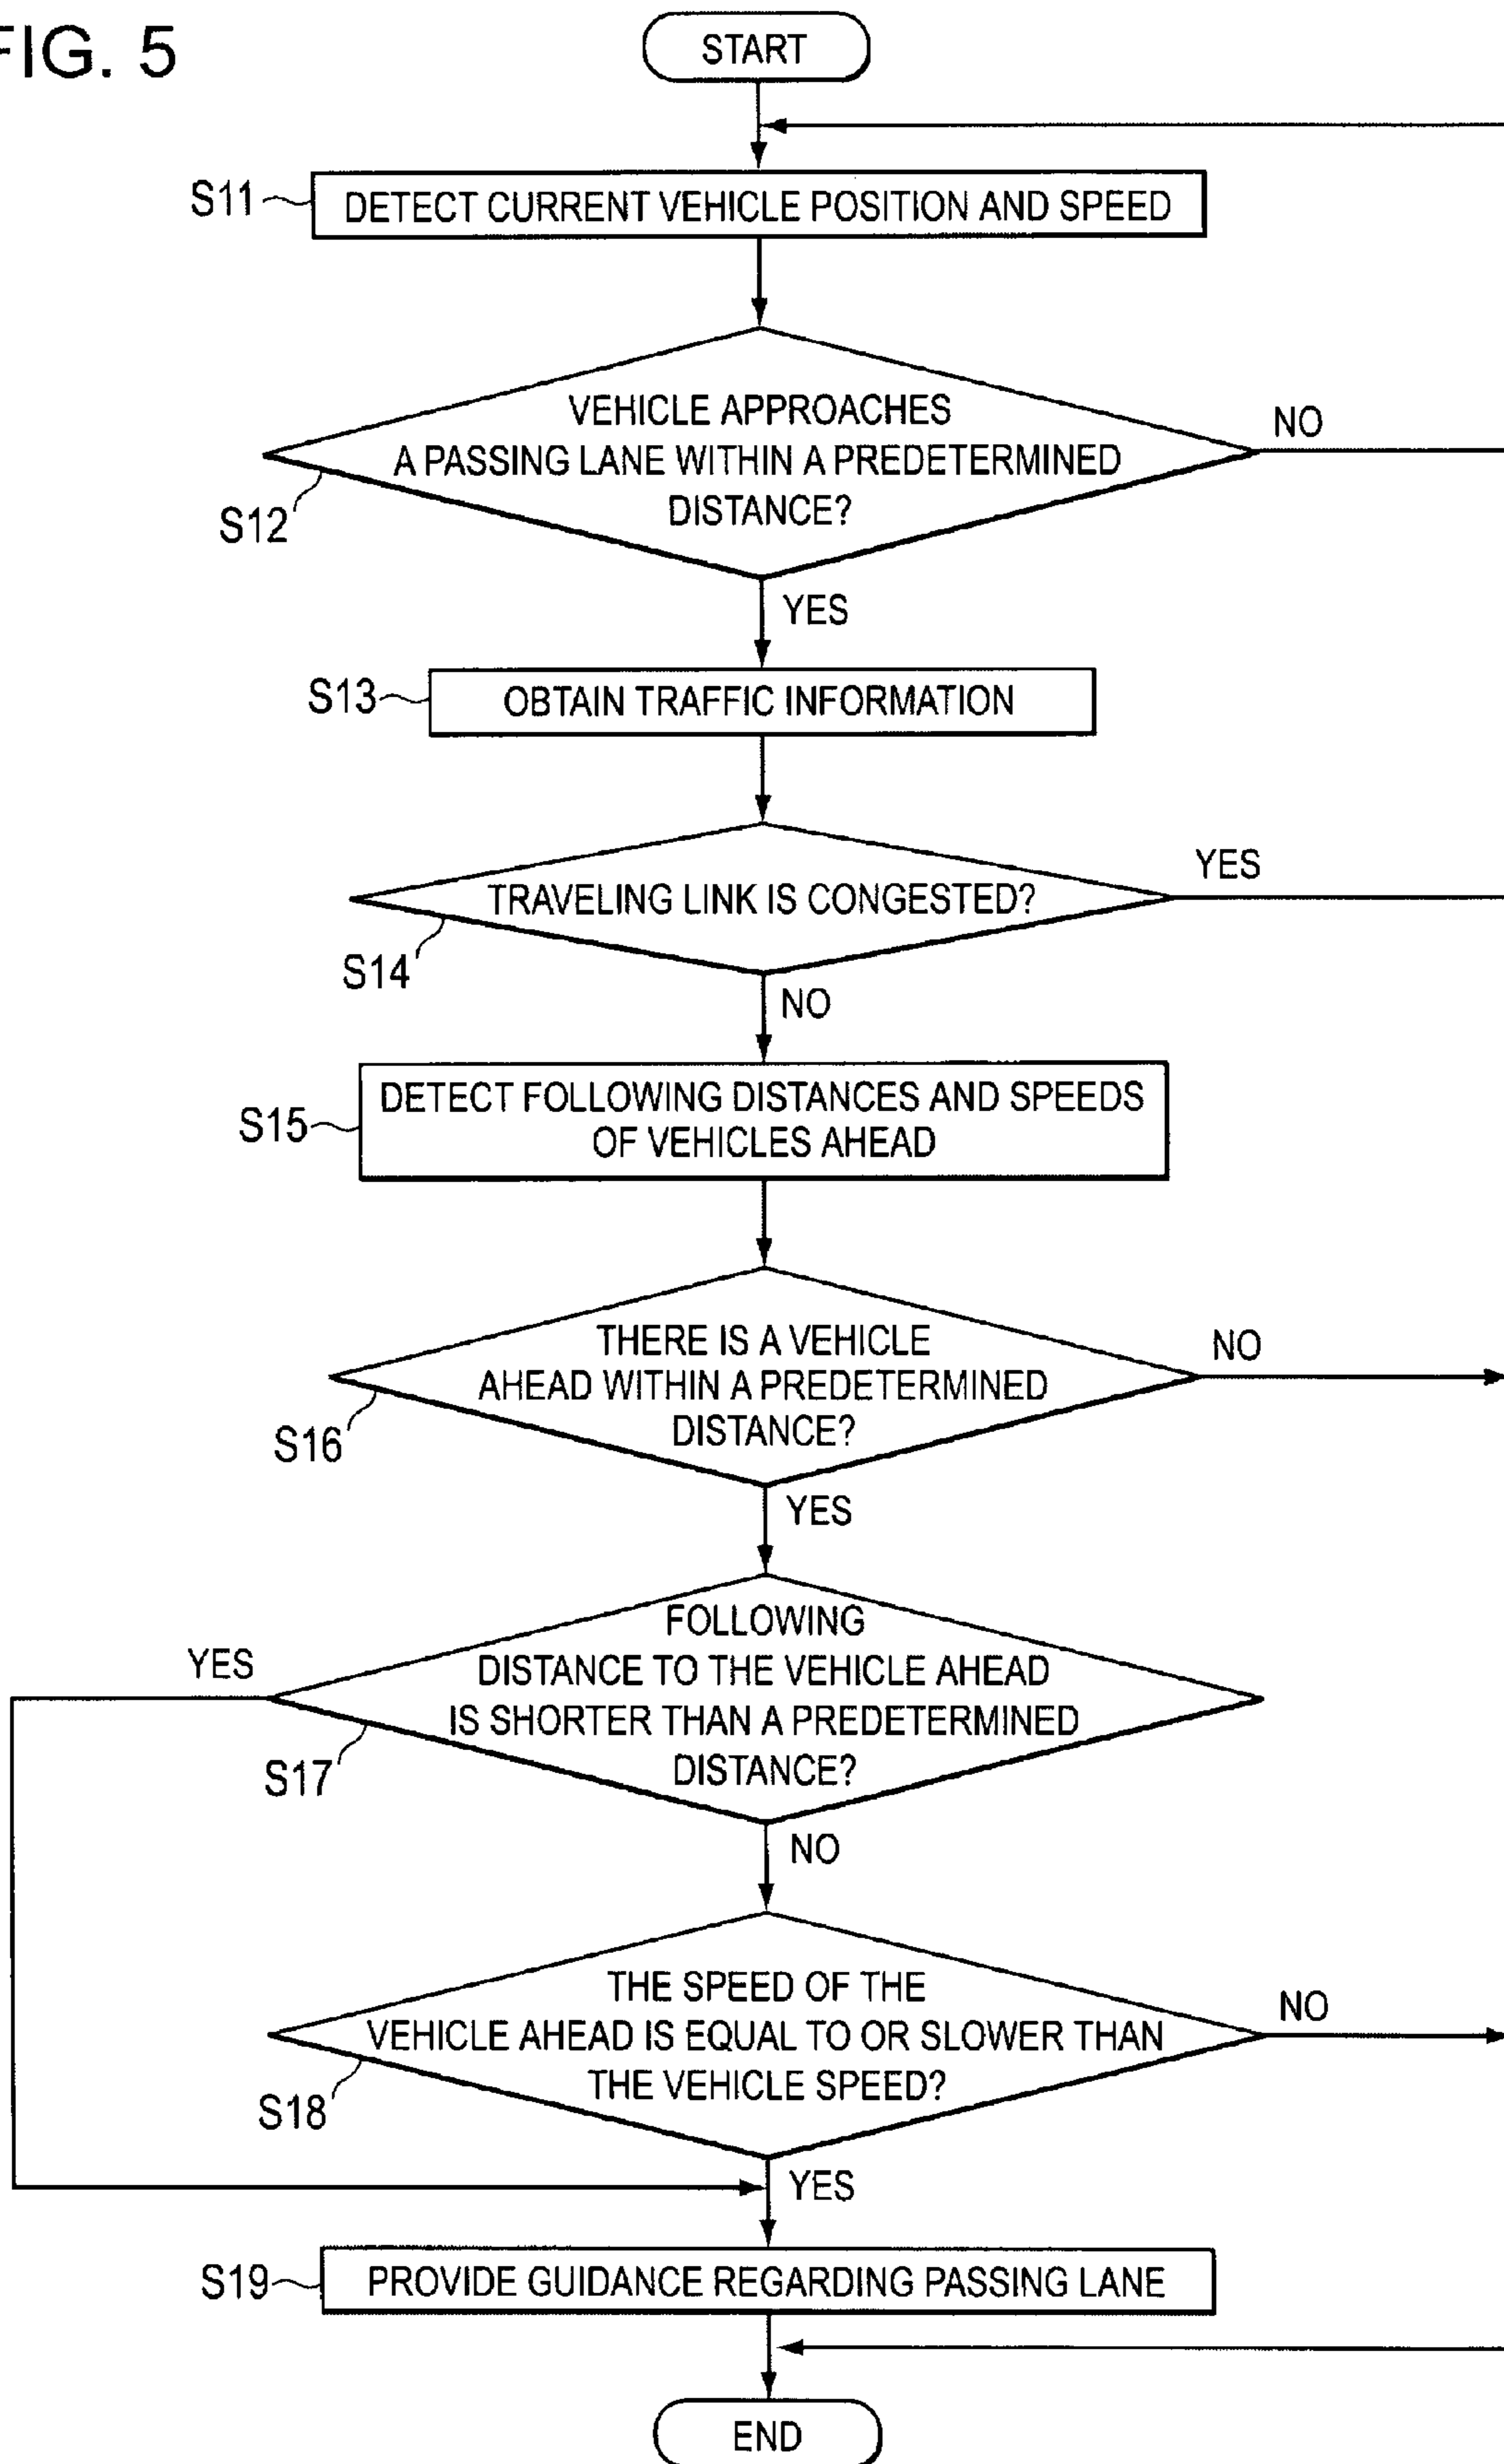 FIG. 5
START
S11
DETECT CURRENT VEHICLE POSITION AND SPEED
VEHICLE APPROACHES
A PASSING LANE WITHIN A PREDETERMINED
DISTANCE?
NO
S12
YES
S13
OBTAIN TRAFFIC INFORMATION
YES
TRAVELING LINK IS CONGESTED?
S14
NO
S15
DETECT FOLLOWING DISTANCES AND SPEEDS
OF VEHICLES AHEAD
THERE IS A VEHICLE
AHEAD WITHIN A PREDETERMINED
DISTANCE?
NO
S16
YES
FOLLOWING
DISTANCE TO THE VEHICLE AHEAD
IS SHORTER THAN A PREDETERMINED
DISTANCE?
YES
S17
NO
THE SPEED OF THE
VEHICLE AHEAD IS EQUAL TO OR SLOWER THAN
THE VEHICLE SPEED?
NO
S18
YES
S19
PROVIDE GUIDANCE REGARDING PASSING LANE
END